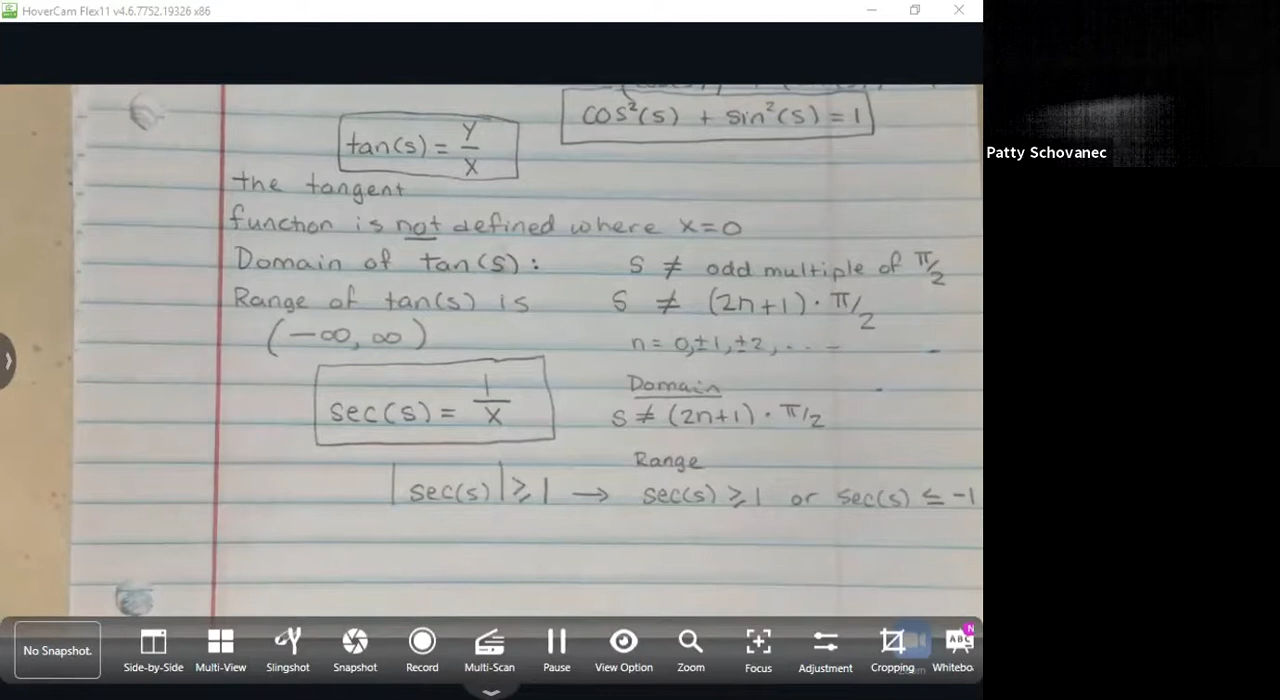 HoverCam Flex11 v4.6.7752.19326 x86
cos²(s) + sin²(s) = 1
tan(s) = y/x
the tangent
function is not defined where x=0
Domain of tan(s): s ≠ odd multiple of π/2
Range of tan(s) is s ≠ (2n+1)·π/2
(-∞, ∞) n = 0, ±1, ±2, ....
sec(s) = 1/x
Domain
s ≠ (2n+1)·π/2
Range
|sec(s)| ⩾ 1 → sec(s) ⩾ 1 or sec(s) ≤ -1
Patty Schovanec
No Snapshot.
Side-by-Side Multi-View Slingshot Snapshot Record Multi-Scan Pause View Option Zoom Focus Adjustment Cropping Whitebo
ABC
N